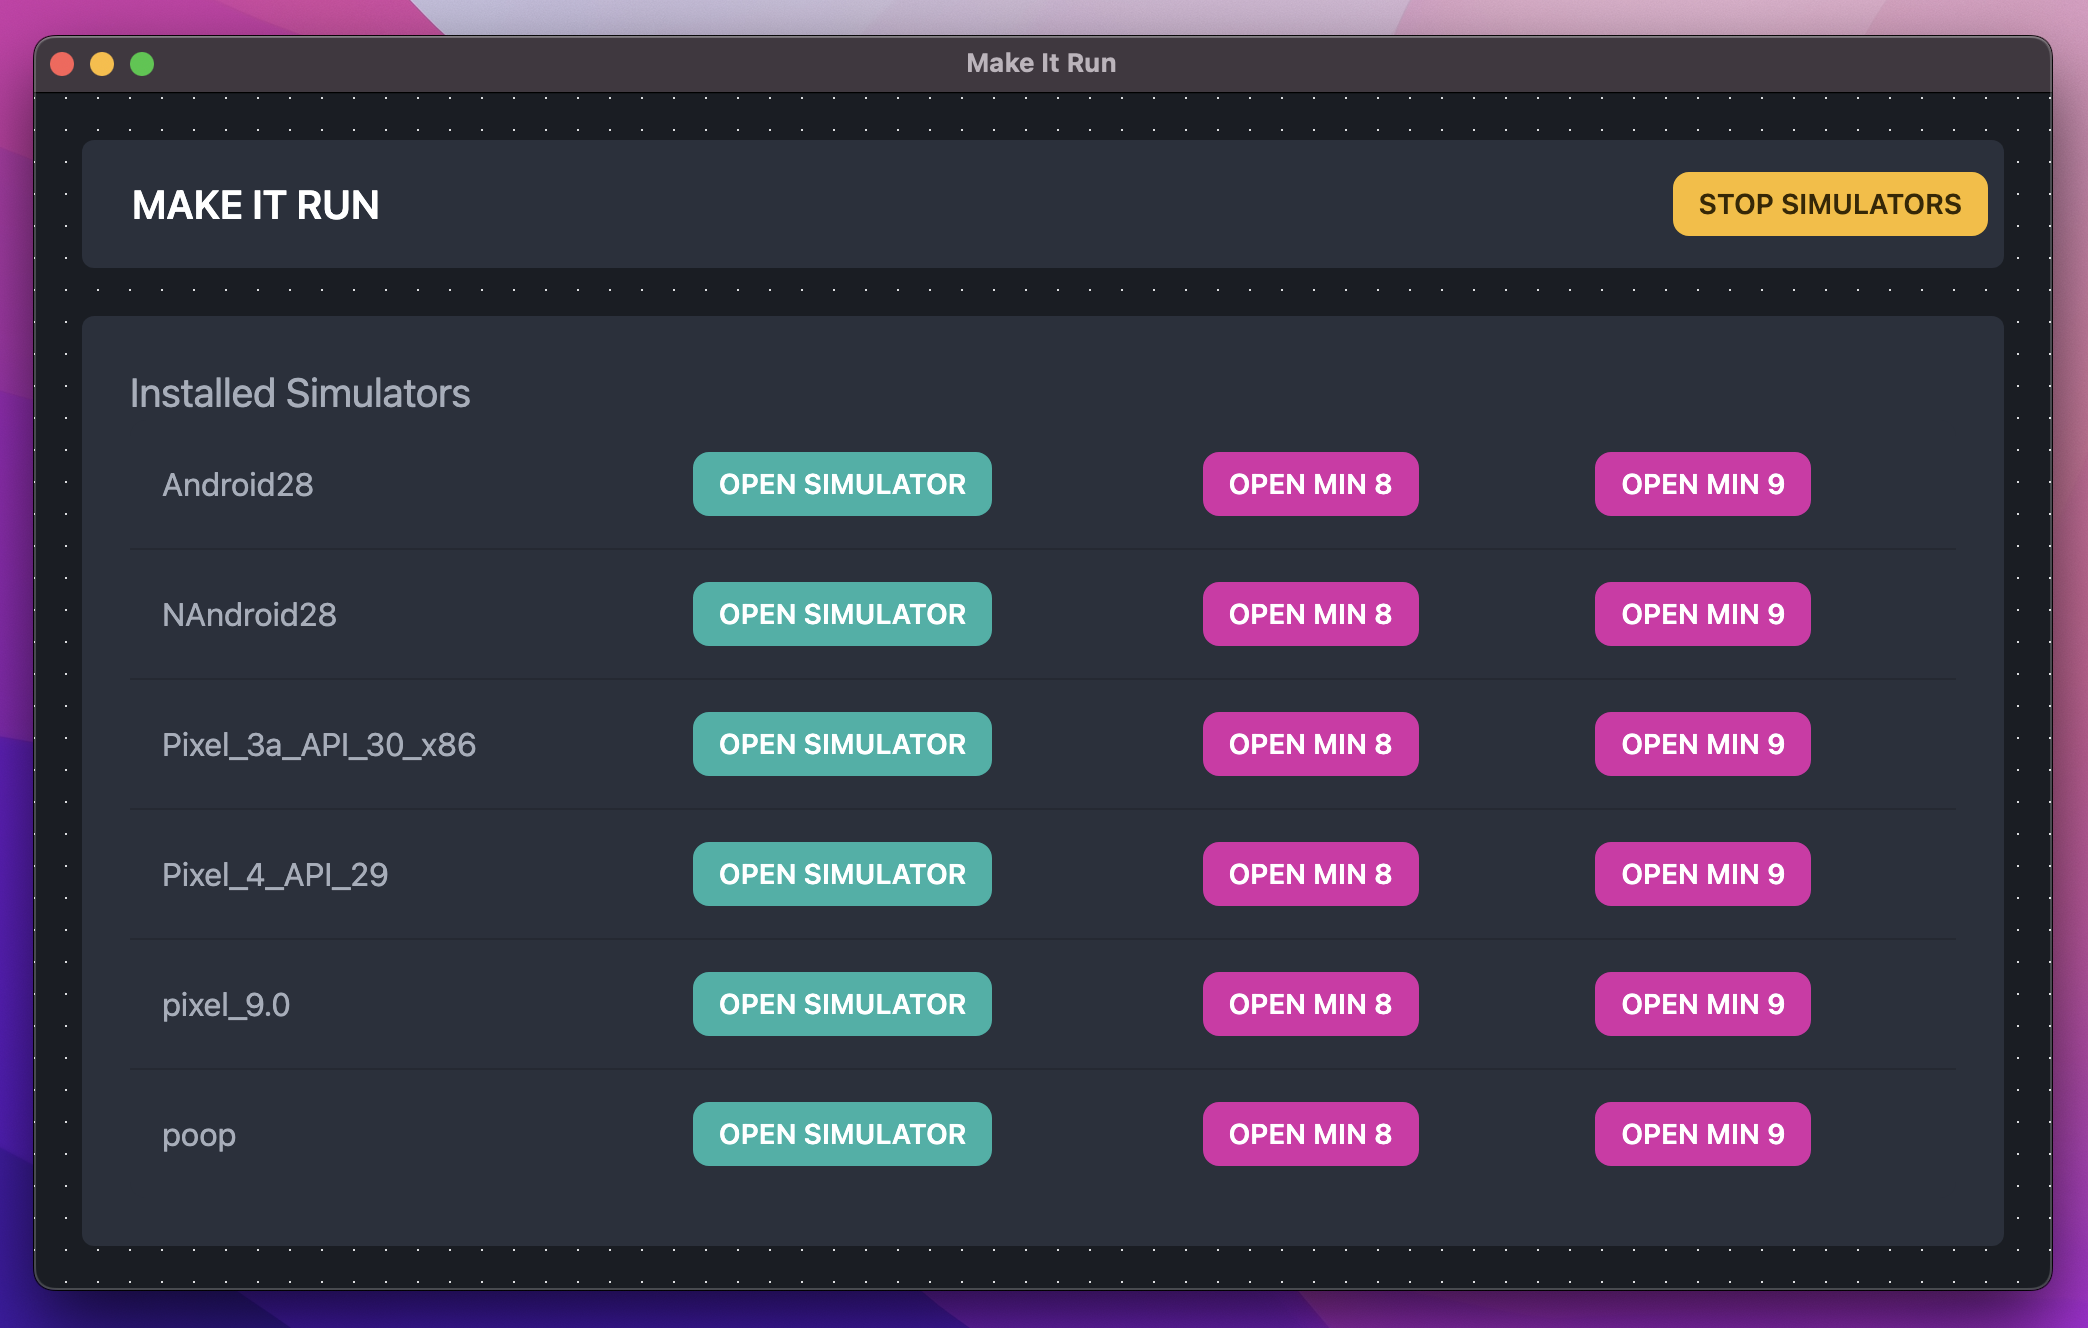 Make It Run
MAKE IT RUN
STOP SIMULATORS
Installed Simulators
Android28 OPEN SIMULATOR OPEN MIN 8 OPEN MIN 9
NAndroid28 OPEN SIMULATOR OPEN MIN 8 OPEN MIN 9
Pixel_3a_API_30_x86 OPEN SIMULATOR OPEN MIN 8 OPEN MIN 9
Pixel_4_API_29 OPEN SIMULATOR OPEN MIN 8 OPEN MIN 9
pixel_9.0 OPEN SIMULATOR OPEN MIN 8 OPEN MIN 9
poop OPEN SIMULATOR OPEN MIN 8 OPEN MIN 9